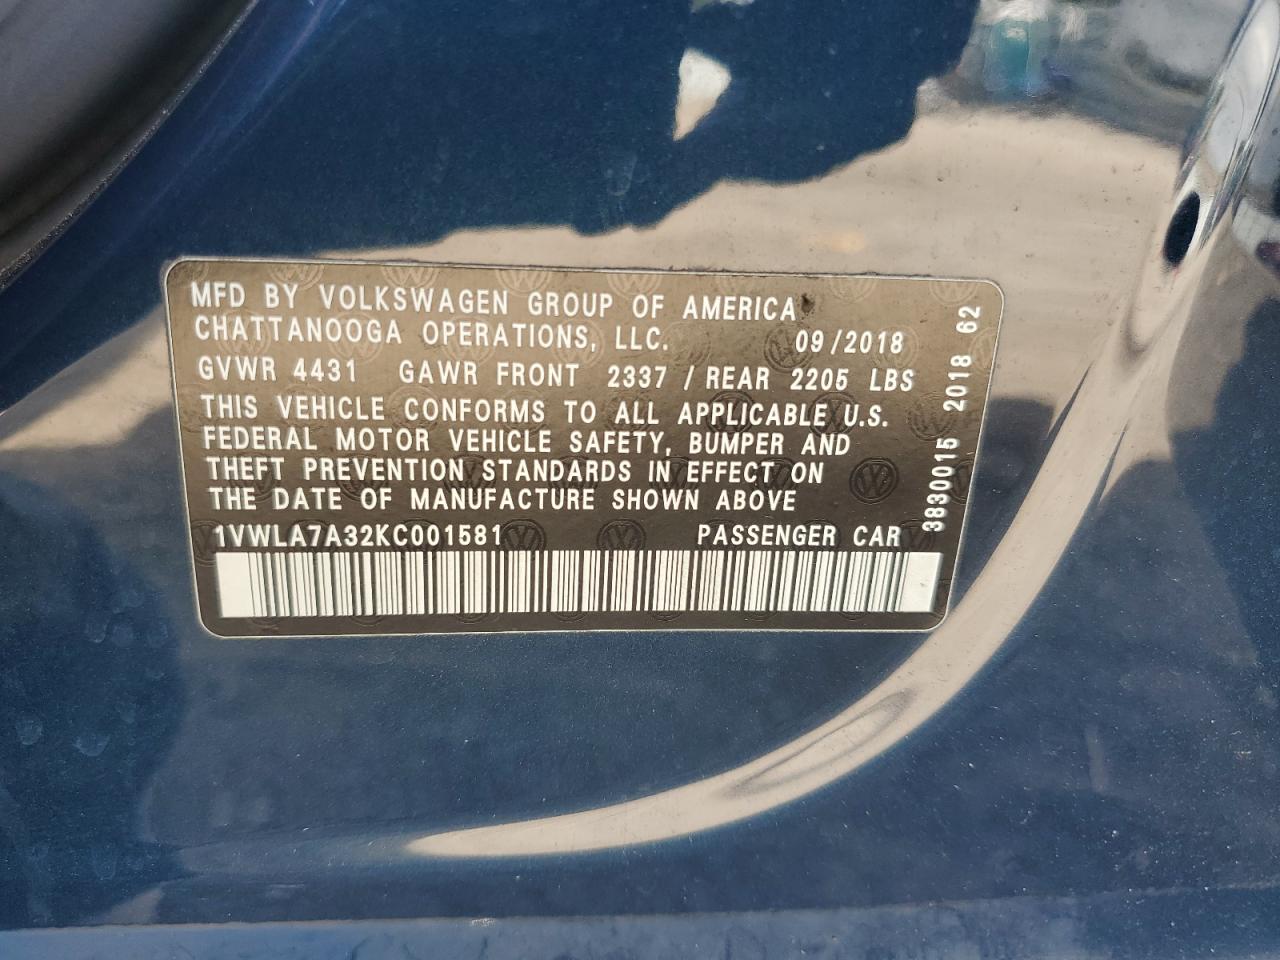 MFD BY VOLKSWAGEN GROUP OF AMERICA
CHATTANOOGA OPERATIONS, LLC. 09/2018
GVWR 4431 GAWR FRONT 2337 / REAR 2205 LBS
THIS VEHICLE CONFORMS TO ALL APPLICABLE U.S.
FEDERAL MOTOR VEHICLE SAFETY, BUMPER AND
THEFT PREVENTION STANDARDS IN EFFECT ON
THE DATE OF MANUFACTURE SHOWN ABOVE
1VWLA7A32KC001581 PASSENGER CAR
3830015 2018 62